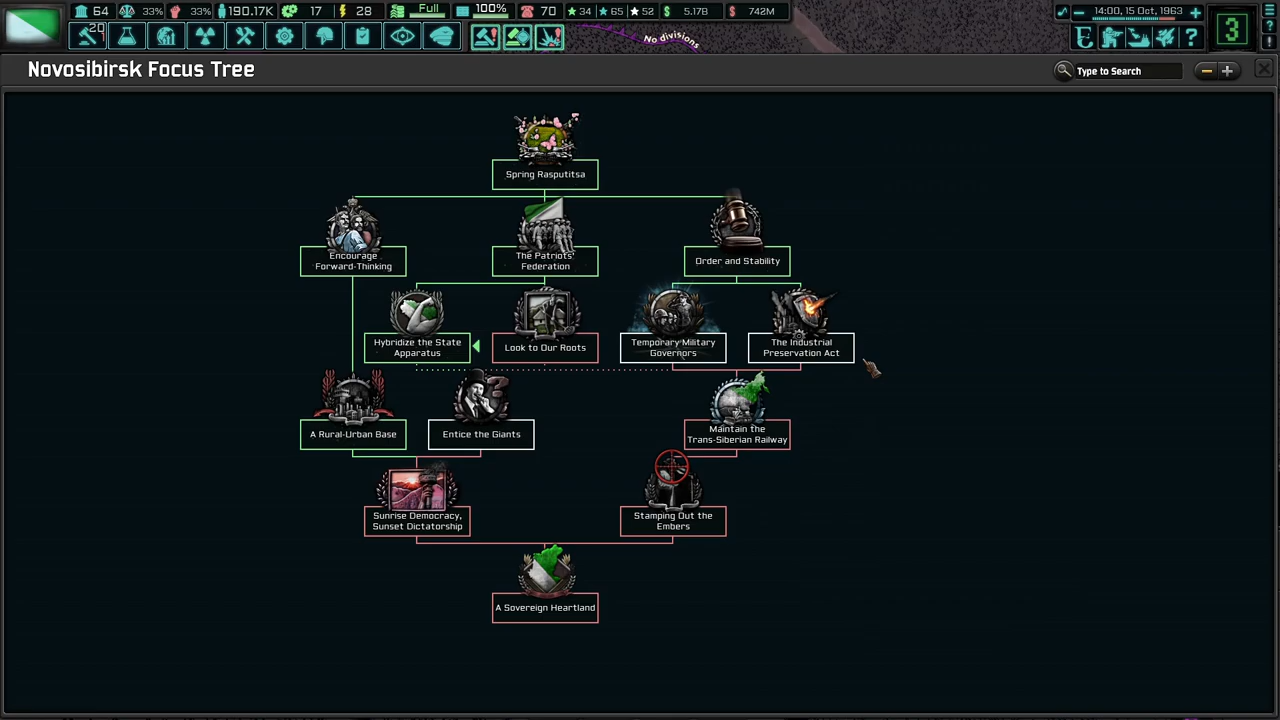 64 33% 33% 190.17K 17 28 Full 100% 70 34 65 52 $ 5.17B $ 742M 14:00, 15 Oct, 1963
20
No divisions
3
Novosibirsk Focus Tree
Type to Search
Spring Rasputitsa
Encourage
Forward-Thinking
The Patriots'
Federation
Order and Stability
Hybridize the State
Apparatus
Look to Our Roots
Temporary Military
Governors
The Industrial
Preservation Act
A Rural-Urban Base
Entice the Giants
Maintain the
Trans-Siberian Railway
Sunrise Democracy,
Sunset Dictatorship
Stamping Out the
Embers
A Sovereign Heartland